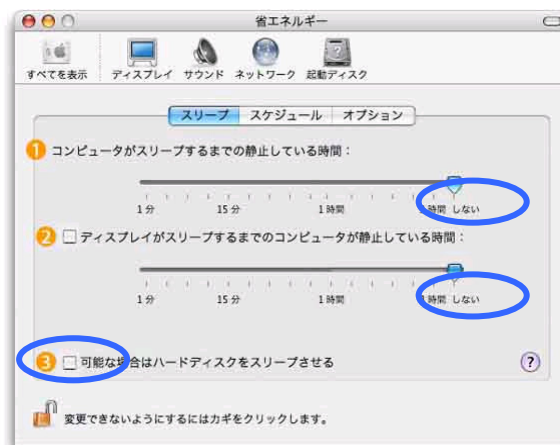 省エネルギー
すべてを表示 ディスプレイ サウンド ネットワーク 起動ディスク
スリープ スケジュール オプション
1 コンピュータがスリープするまでの静止している時間：
1分 15分 1時間 時間 しない
2 ディスプレイがスリープするまでのコンピュータが静止している時間：
1分 15分 1時間 時間 しない
3 可能な場合はハードディスクをスリープさせる ?
変更できないようにするにはカギをクリックします。